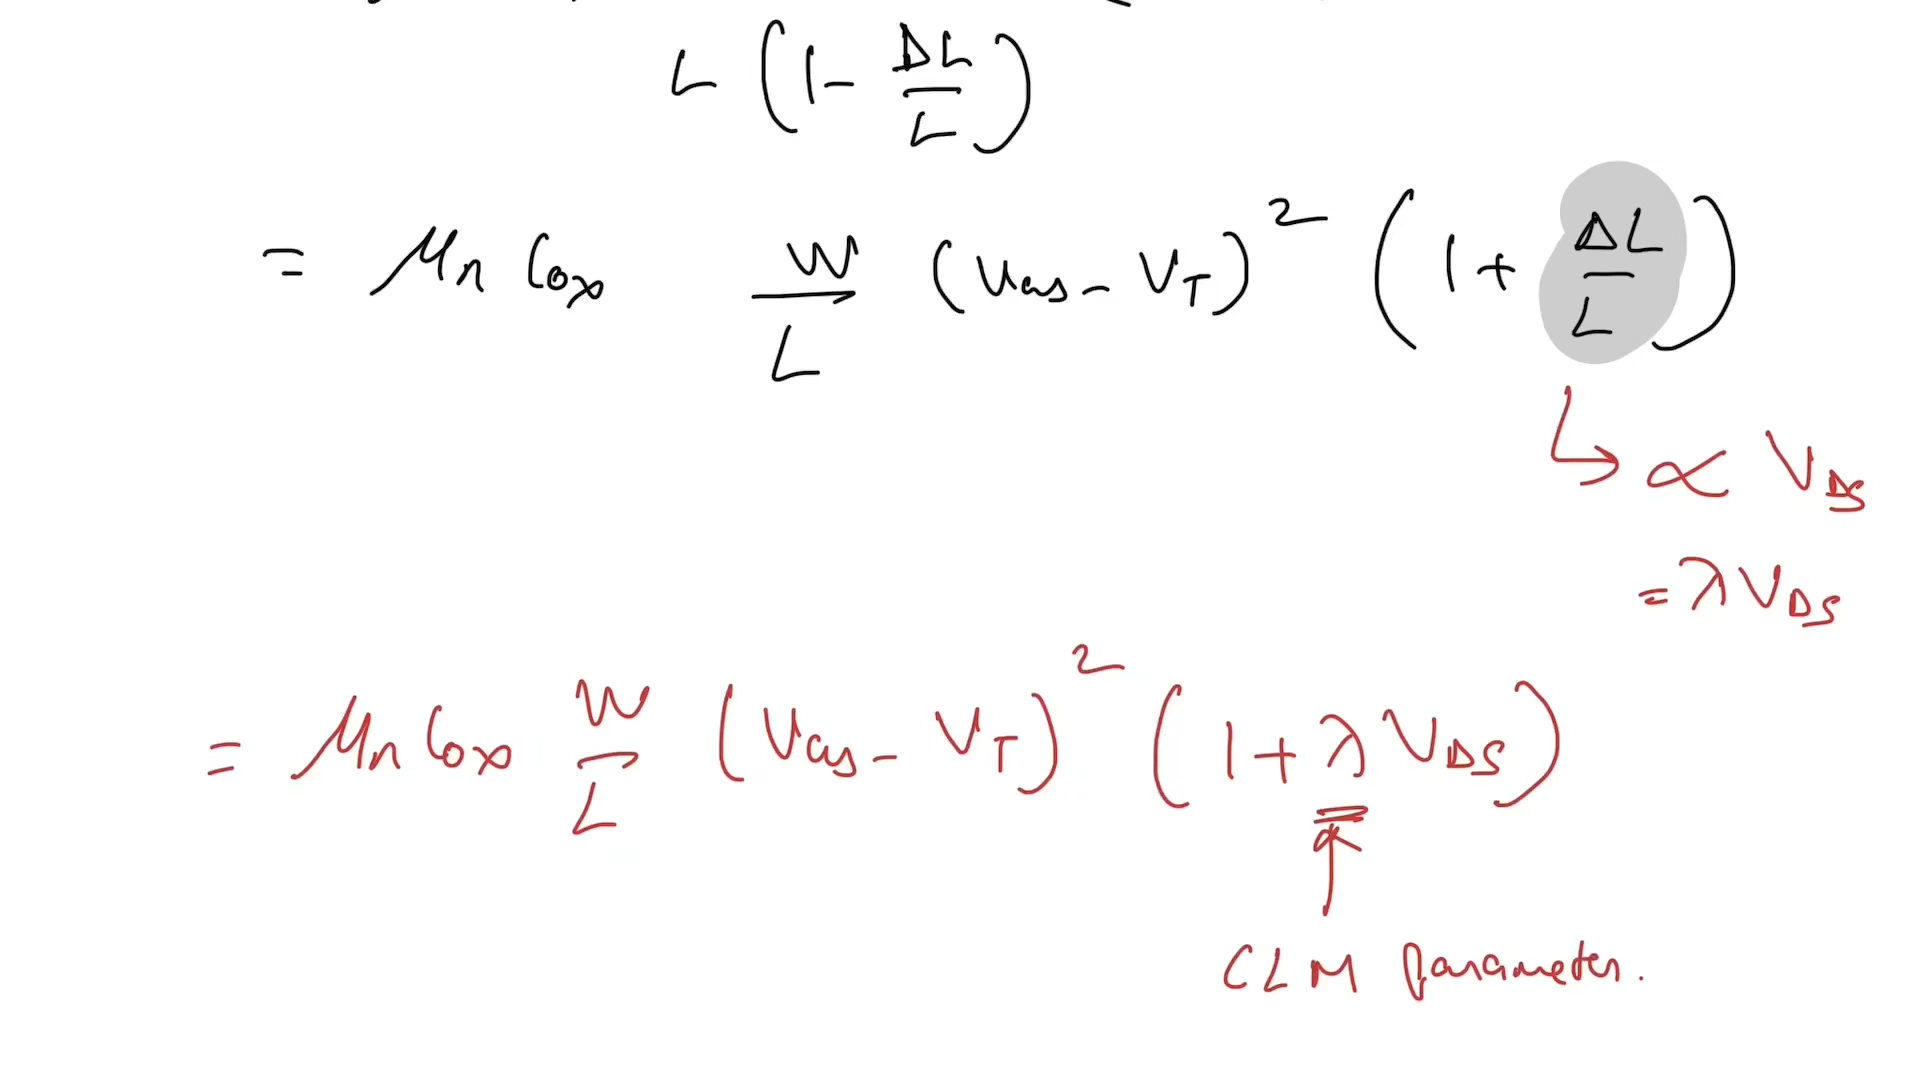 L (1 - ΔL/L)
= μn Cox W/L (VGS - VT)² (1 + ΔL/L)
↳ ∝ VDS
= λ VDS
= μn Cox W/L (VGS - VT)² (1 + λ VDS)
CLM parameter.